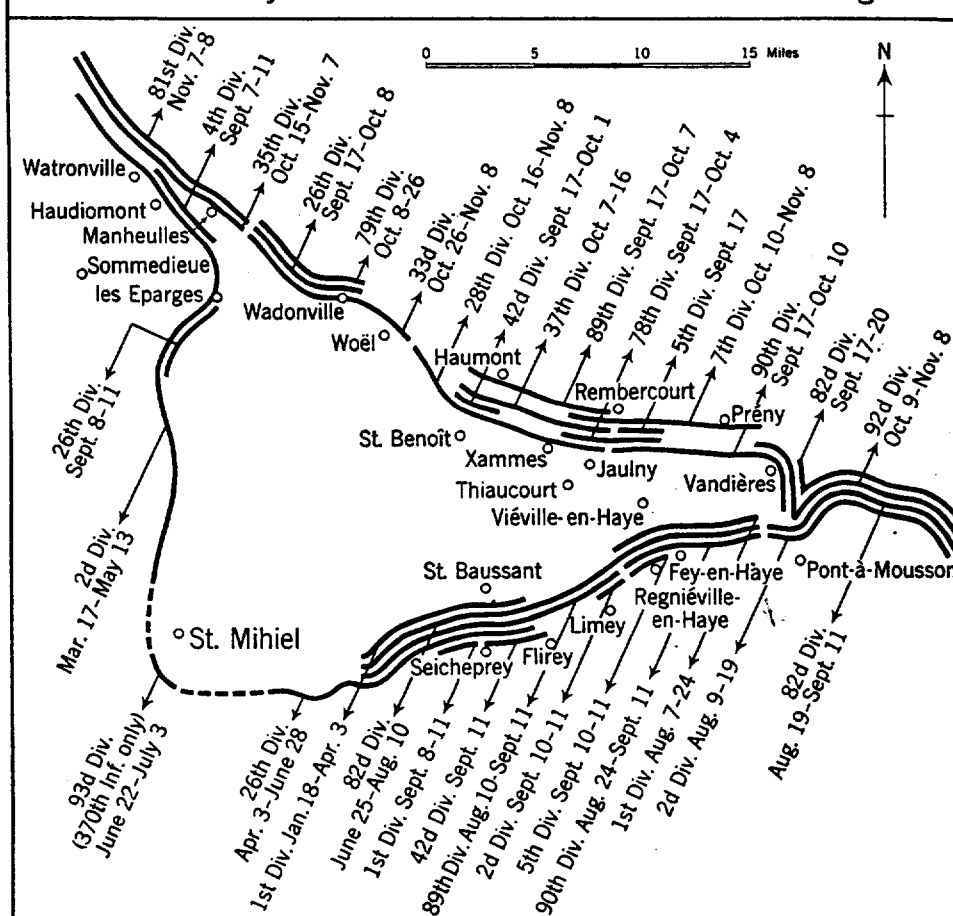 0 5 10 15 Miles
N
81st Div.
Nov. 7-8
4th Div.
Sept. 7-11
35th Div.
Oct. 15-Nov. 7
26th Div.
Sept. 17-Oct. 8
79th Div.
Oct. 8-26
33d Div.
Oct. 26-Nov. 8
28th Div. Oct. 16-Nov. 8
42d Div. Sept. 17-Oct. 1
37th Div. Oct. 7-16
89th Div. Sept. 17-Oct. 7
78th Div. Sept. 17-Oct. 4
5th Div. Sept. 17
7th Div. Oct. 10-Nov. 8
90th Div.
Sept. 17-Oct. 10
82d Div.
Sept. 17-20
92d Div.
Oct. 9-Nov. 8
Watronville
Haudiomont
Manheulles
Sommedieue
les Eparges
Wadonville
Woël
Haumont
Rembercourt
Prény
St. Benoît
Xammes
Jaulny
Thiaucourt
Vandières
Viéville-en-Haye
St. Baussant
Fey-en-Haye
Pont-à-Mousson
Regniéville-
en-Haye
Limey
St. Mihiel
Flirey
Seicheprey
26th Div.
Sept. 8-11
2d Div.
Mar. 17-May 13
93d Div.
(370th Inf. only)
June 22-July 3
26th Div.
Apr. 3-June 28
1st Div. Jan. 18-Apr. 3
82d Div.
June 25-Aug. 10
1st Div. Sept. 8-11
42d Div. Sept. 11
89th Div. Aug. 10-Sept. 11
2d Div. Sept. 10-11
5th Div. Sept. 10-11
90th Div. Aug. 24-Sept. 11
1st Div. Aug. 7-24
2d Div. Aug. 9-19
82d Div.
Aug. 19-Sept. 11